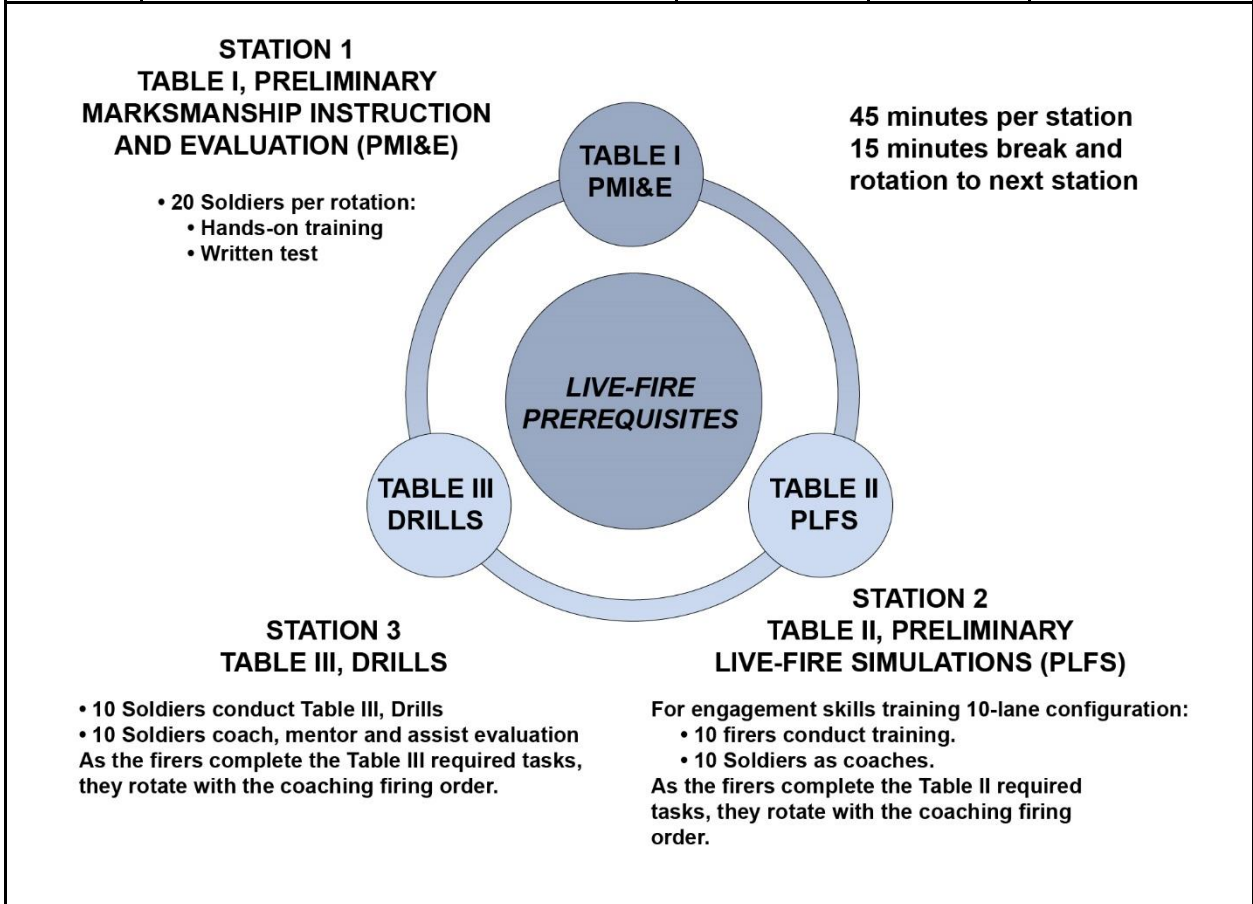 STATION 1
TABLE I, PRELIMINARY
MARKSMANSHIP INSTRUCTION
AND EVALUATION (PMI&E)
• 20 Soldiers per rotation:
• Hands-on training
• Written test
TABLE I
PMI&E
45 minutes per station
15 minutes break and
rotation to next station
LIVE-FIRE
PREREQUISITES
TABLE III
DRILLS
TABLE II
PLFS
STATION 3
TABLE III, DRILLS
• 10 Soldiers conduct Table III, Drills
• 10 Soldiers coach, mentor and assist evaluation
As the firers complete the Table III required tasks,
they rotate with the coaching firing order.
STATION 2
TABLE II, PRELIMINARY
LIVE-FIRE SIMULATIONS (PLFS)
For engagement skills training 10-lane configuration:
• 10 firers conduct training.
• 10 Soldiers as coaches.
As the firers complete the Table II required
tasks, they rotate with the coaching firing
order.